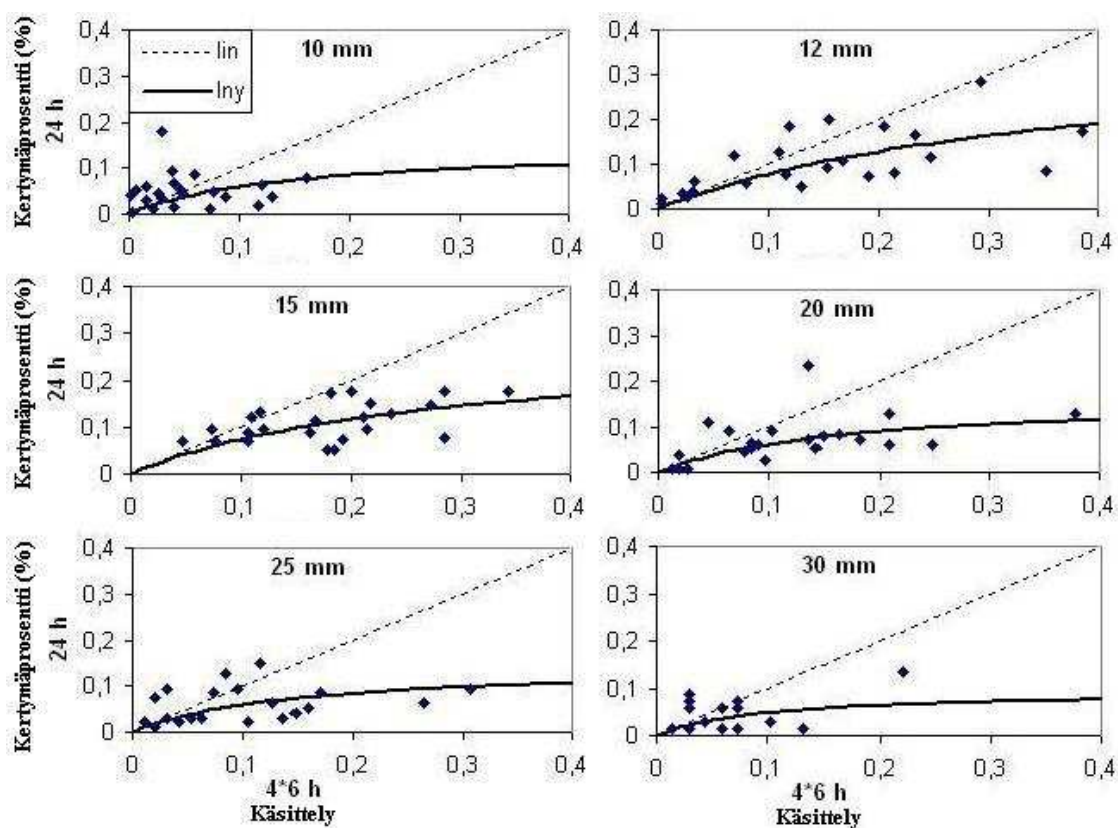 0,4
lin
lny
10 mm
0,3
0,2
0,1
0
0 0,1 0,2 0,3 0,4
Kertymäprosentti (%)
24 h
12 mm
0,4
0,3
0,2
0,1
0
0 0,1 0,2 0,3 0,4
15 mm
0,4
0,3
0,2
0,1
0
0 0,1 0,2 0,3 0,4
Kertymäprosentti (%)
24 h
20 mm
0,4
0,3
0,2
0,1
0
0 0,1 0,2 0,3 0,4
25 mm
0,4
0,3
0,2
0,1
0
0 0,1 0,2 0,3 0,4
Kertymäprosentti (%)
24 h
4*6 h
Käsittely
30 mm
0,4
0,3
0,2
0,1
0
0 0,1 0,2 0,3 0,4
4*6 h
Käsittely